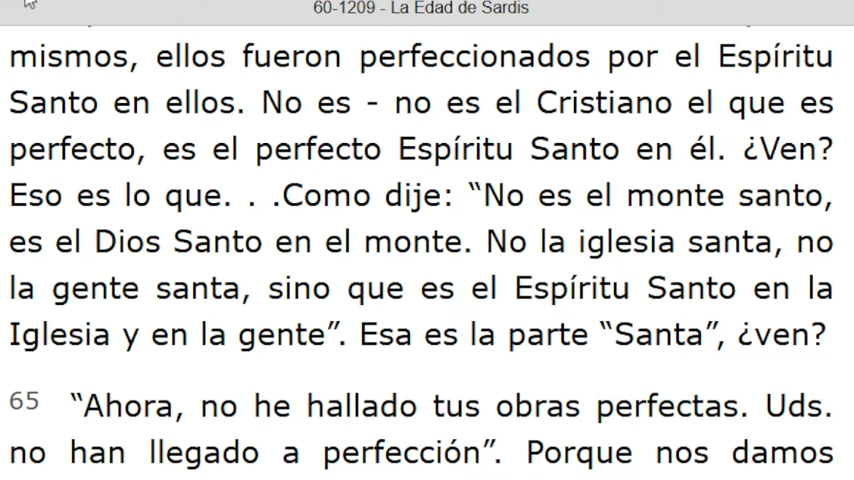 60-1209 - La Edad de Sardis
mismos, ellos fueron perfeccionados por el Espíritu
Santo en ellos. No es - no es el Cristiano el que es
perfecto, es el perfecto Espíritu Santo en él. ¿Ven?
Eso es lo que. . .Como dije: “No es el monte santo,
es el Dios Santo en el monte. No la iglesia santa, no
la gente santa, sino que es el Espíritu Santo en la
Iglesia y en la gente”. Esa es la parte “Santa”, ¿ven?
65 “Ahora, no he hallado tus obras perfectas. Uds.
no han llegado a perfección”. Porque nos damos